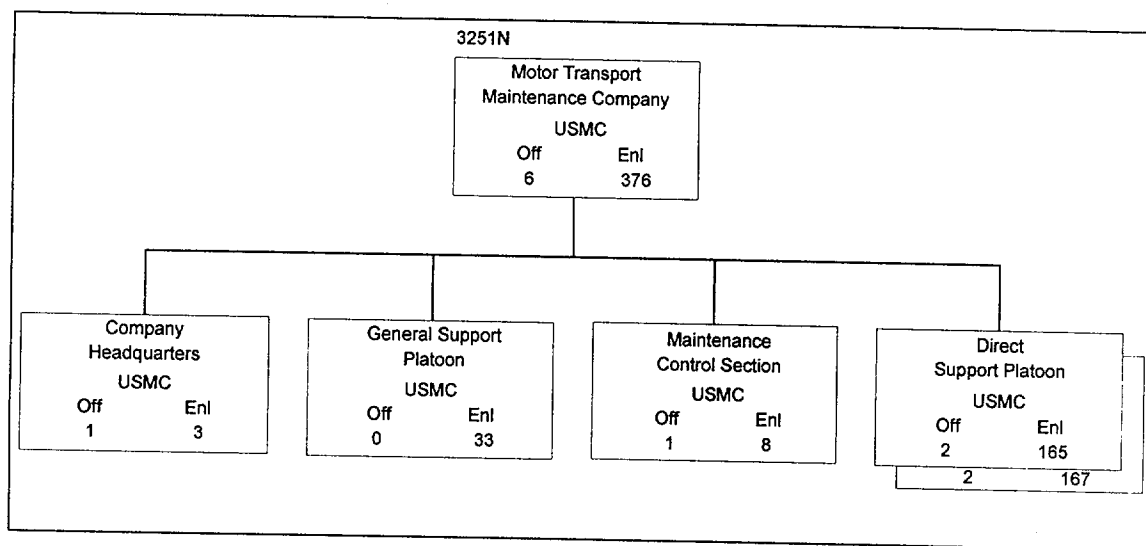 3251N
Motor Transport
Maintenance Company
USMC
Off Enl
6 376
Company
Headquarters
USMC
Off Enl
1 3
General Support
Platoon
USMC
Off Enl
0 33
Maintenance
Control Section
USMC
Off Enl
1 8
Direct
Support Platoon
USMC
Off Enl
2 165
2 167